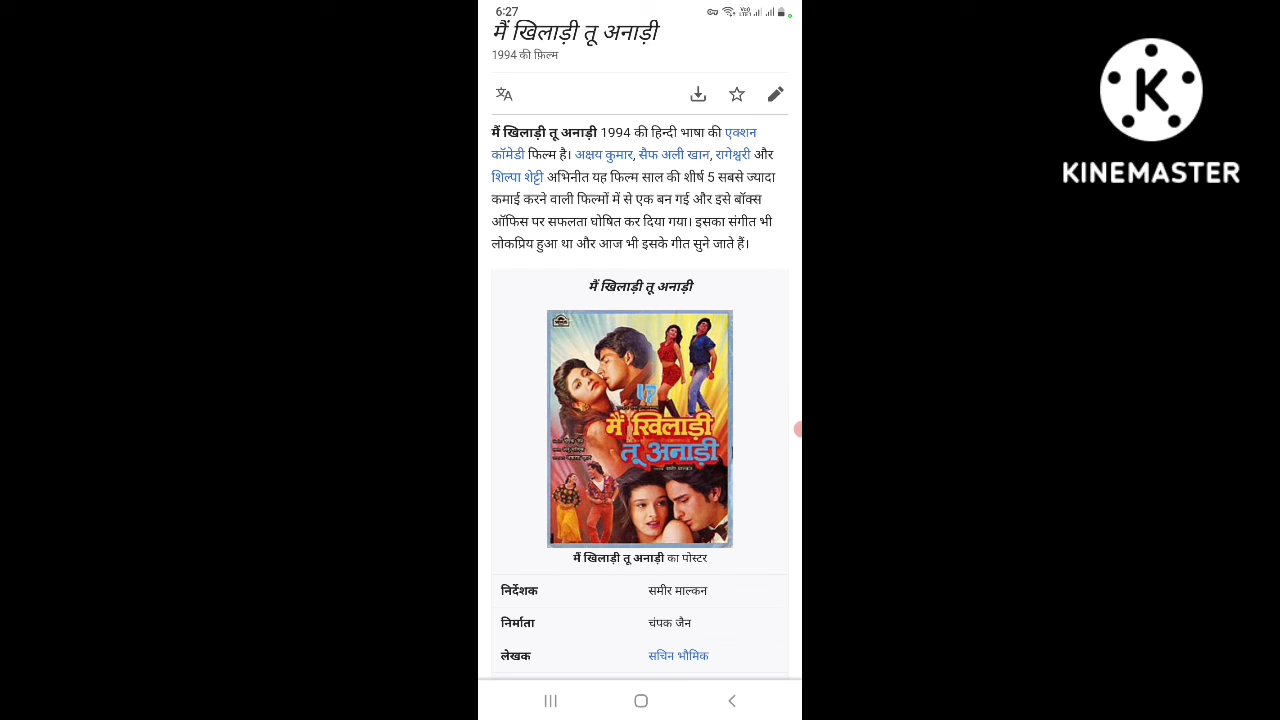 6:27
मैं खिलाड़ी तू अनाड़ी
1994 की फ़िल्म
मैं खिलाड़ी तू अनाड़ी 1994 की हिन्दी भाषा की एक्शन
कॉमेडी फिल्म है। अक्षय कुमार, सैफ अली खान, रागेश्वरी और
शिल्पा शेट्टी अभिनीत यह फिल्म साल की शीर्ष 5 सबसे ज्यादा
कमाई करने वाली फिल्मों में से एक बन गई और इसे बॉक्स
ऑफिस पर सफलता घोषित कर दिया गया। इसका संगीत भी
लोकप्रिय हुआ था और आज भी इसके गीत सुने जाते हैं।
मैं खिलाड़ी तू अनाड़ी
मैं खिलाड़ी
तू अनाड़ी
मैं खिलाड़ी तू अनाड़ी का पोस्टर
निर्देशक समीर माल्कन
निर्माता चंपक जैन
लेखक सचिन भौमिक
K
KINEMASTER